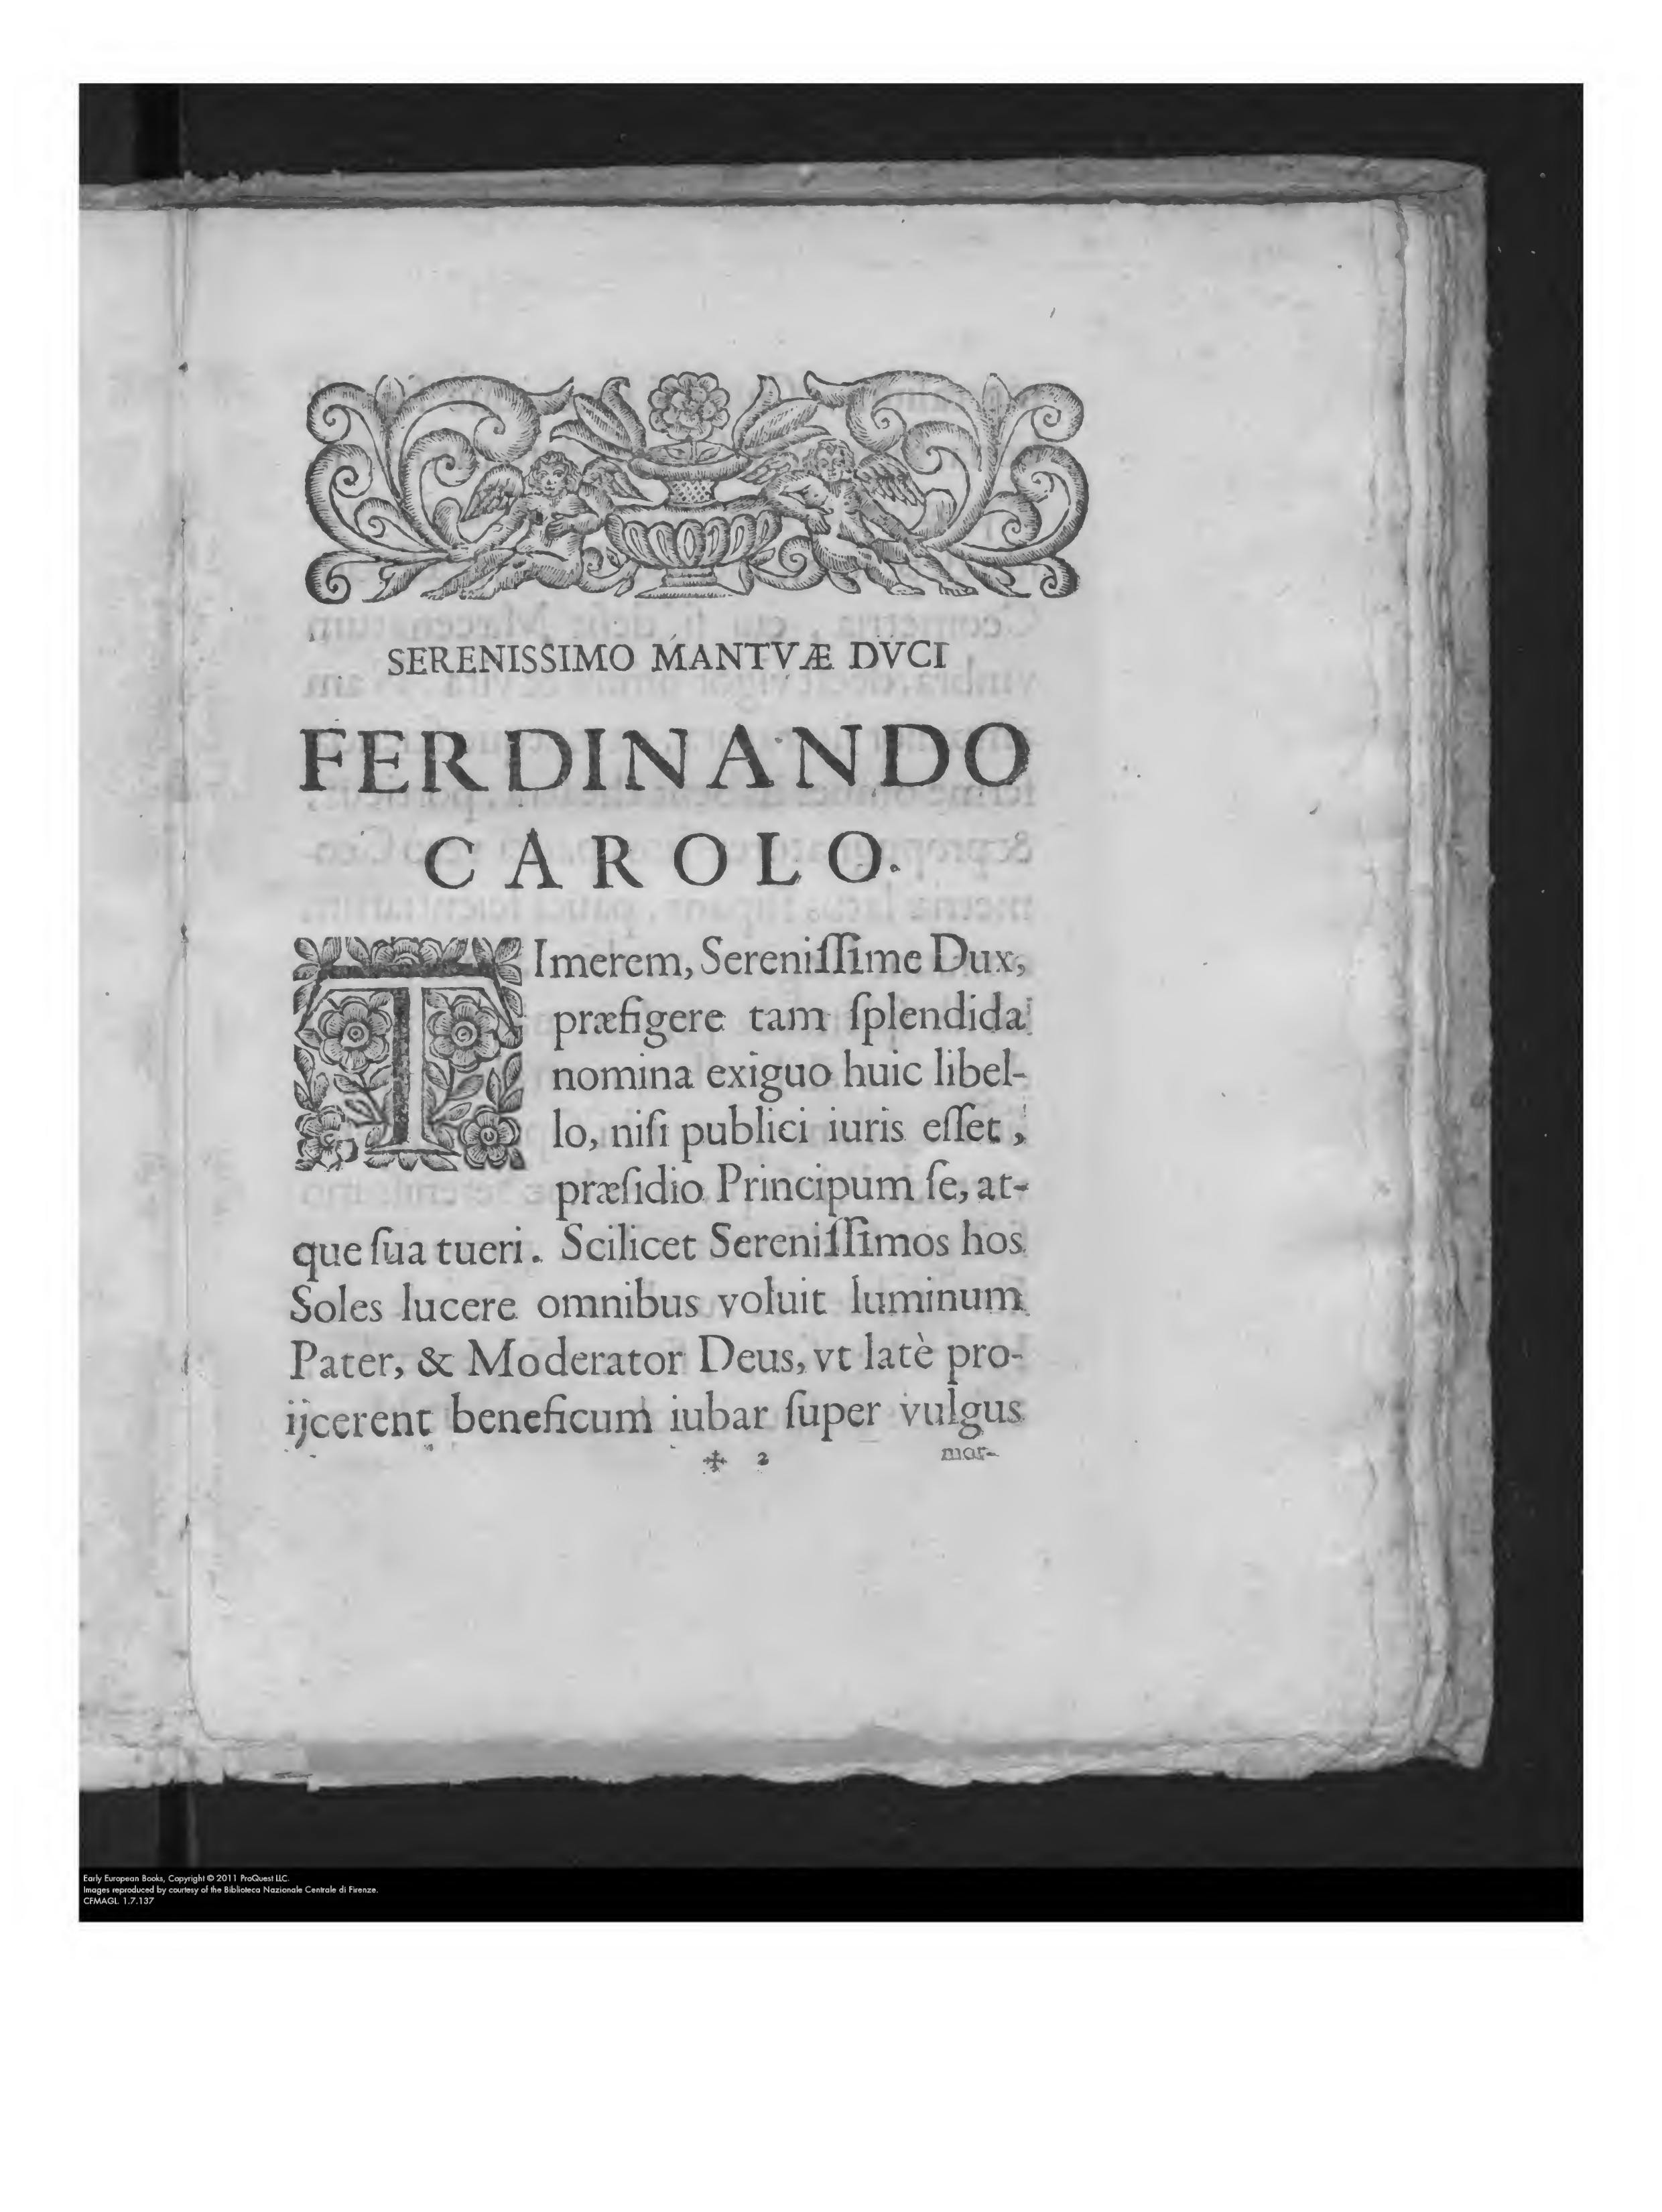 SERENISSIMO MANTVÆ DVCI
FERDINANDO
CAROLO.
TImerem, Sereniſſime Dux,
præfigere tam ſplendida
nomina exiguo huic libel-
lo, niſi publici iuris eſſet,
præſidio Principum ſe, at-
que ſua tueri. Scilicet Sereniſſimos hos
Soles lucere omnibus voluit luminum
Pater, & Moderator Deus, vt latè pro-
ijcerent beneficum iubar ſuper vulgus
✠ 2
mor-
Early European Books, Copyright © 2011 ProQuest LLC.
Images reproduced by courtesy of the Biblioteca Nazionale Centrale di Firenze.
CFMAGL. 1.7.137